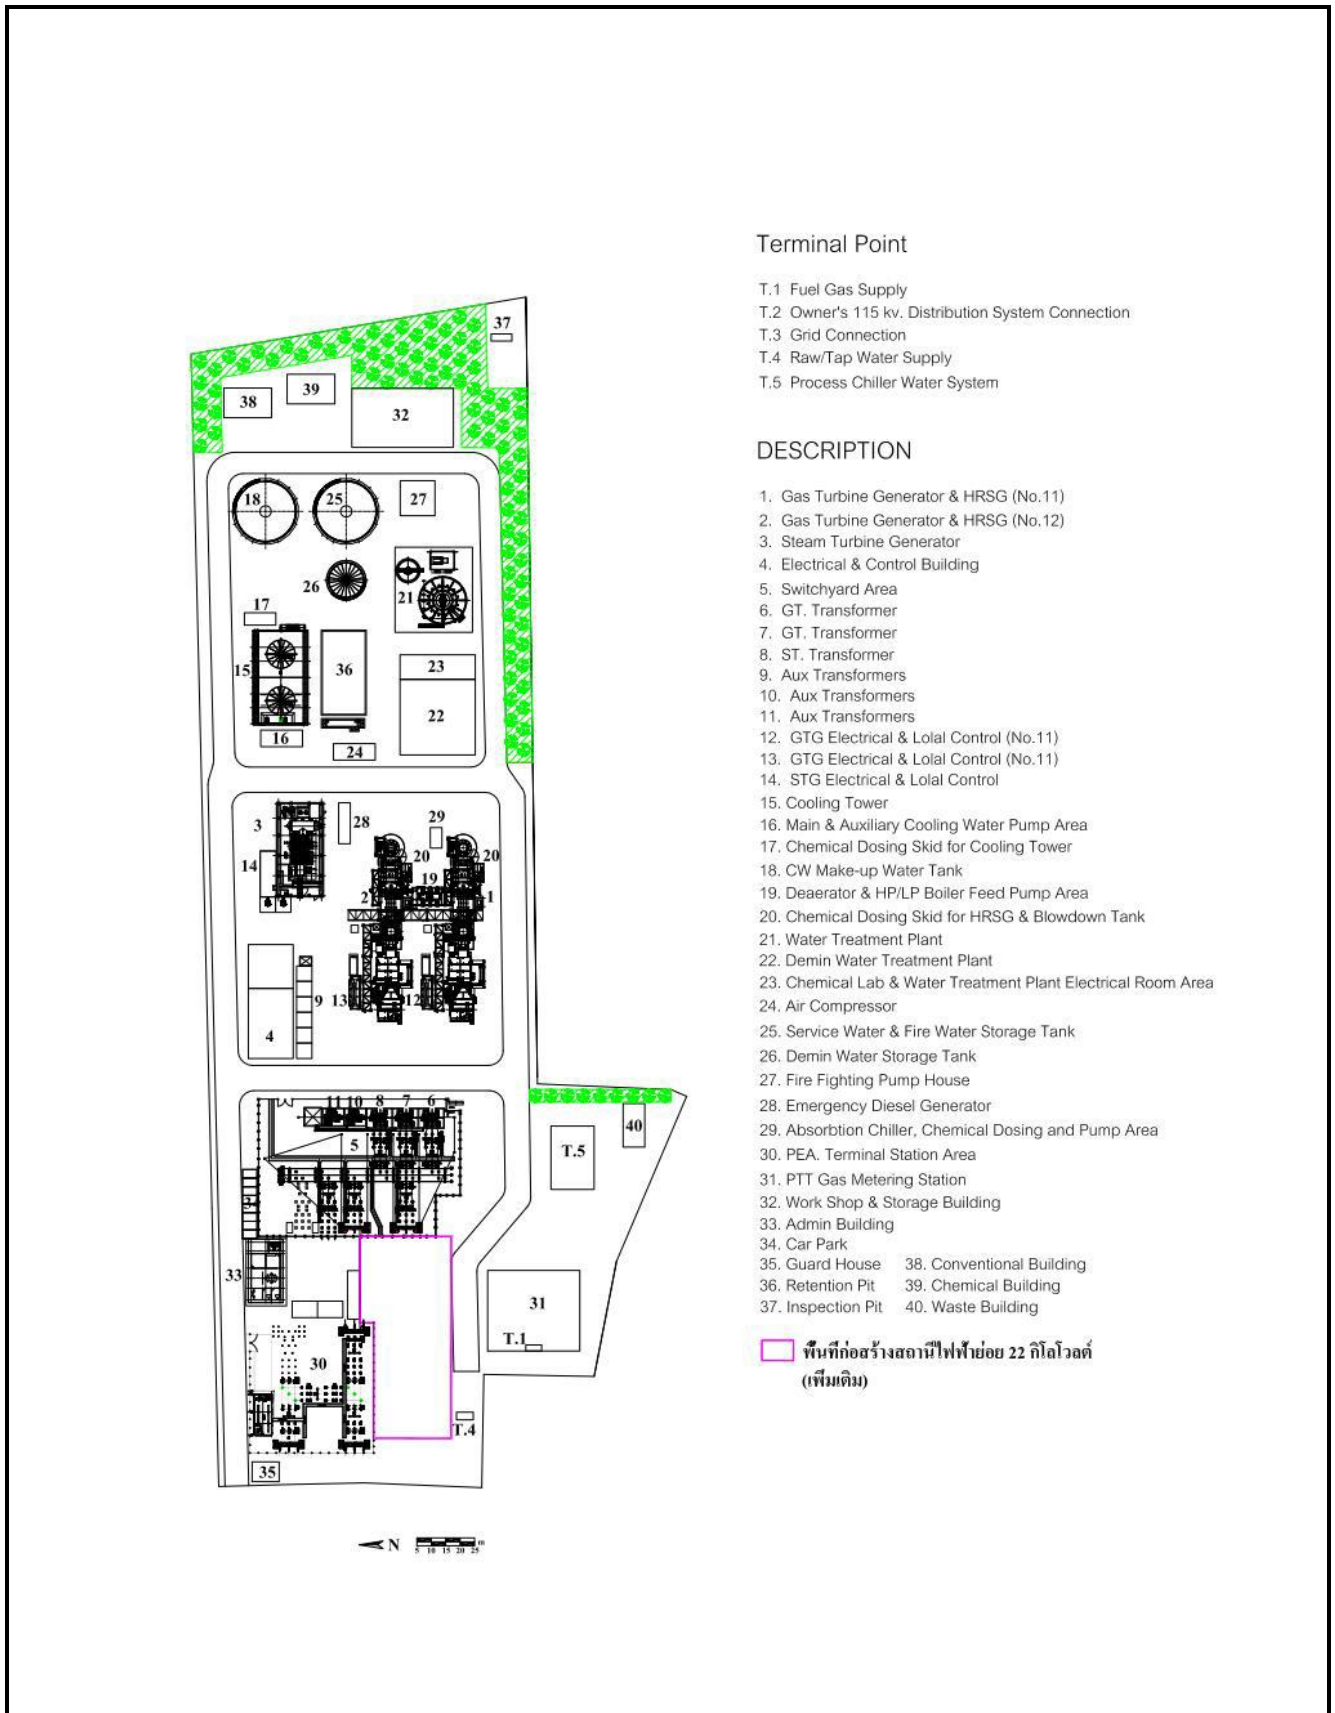 Terminal Point
T.1 Fuel Gas Supply
T.2 Owner's 115 kv. Distribution System Connection
T.3 Grid Connection
T.4 Raw/Tap Water Supply
T.5 Process Chiller Water System
DESCRIPTION
1. Gas Turbine Generator & HRSG (No.11)
2. Gas Turbine Generator & HRSG (No.12)
3. Steam Turbine Generator
4. Electrical & Control Building
5. Switchyard Area
6. GT. Transformer
7. GT. Transformer
8. ST. Transformer
9. Aux Transformers
10. Aux Transformers
11. Aux Transformers
12. GTG Electrical & Lolal Control (No.11)
13. GTG Electrical & Lolal Control (No.11)
14. STG Electrical & Lolal Control
15. Cooling Tower
16. Main & Auxiliary Cooling Water Pump Area
17. Chemical Dosing Skid for Cooling Tower
18. CW Make-up Water Tank
19. Deaerator & HP/LP Boiler Feed Pump Area
20. Chemical Dosing Skid for HRSG & Blowdown Tank
21. Water Treatment Plant
22. Demin Water Treatment Plant
23. Chemical Lab & Water Treatment Plant Electrical Room Area
24. Air Compressor
25. Service Water & Fire Water Storage Tank
26. Demin Water Storage Tank
27. Fire Fighting Pump House
28. Emergency Diesel Generator
29. Absorbtion Chiller, Chemical Dosing and Pump Area
30. PEA. Terminal Station Area
31. PTT Gas Metering Station
32. Work Shop & Storage Building
33. Admin Building
34. Car Park
35. Guard House 38. Conventional Building
36. Retention Pit 39. Chemical Building
37. Inspection Pit 40. Waste Building
พื้นที่ก่อสร้างสถานีไฟฟ้าย่อย 22 กิโลโวลต์
(เพิ่มเติม)
37
39
38
32
18
25
27
26
21
17
15
36
23
22
16
24
3
28
29
14
20
20
19
2
1
9
13
12
4
11
10
8
7
6
5
40
T.5
33
31
T.1
30
T.4
35
N
5 10 15 20 25 m